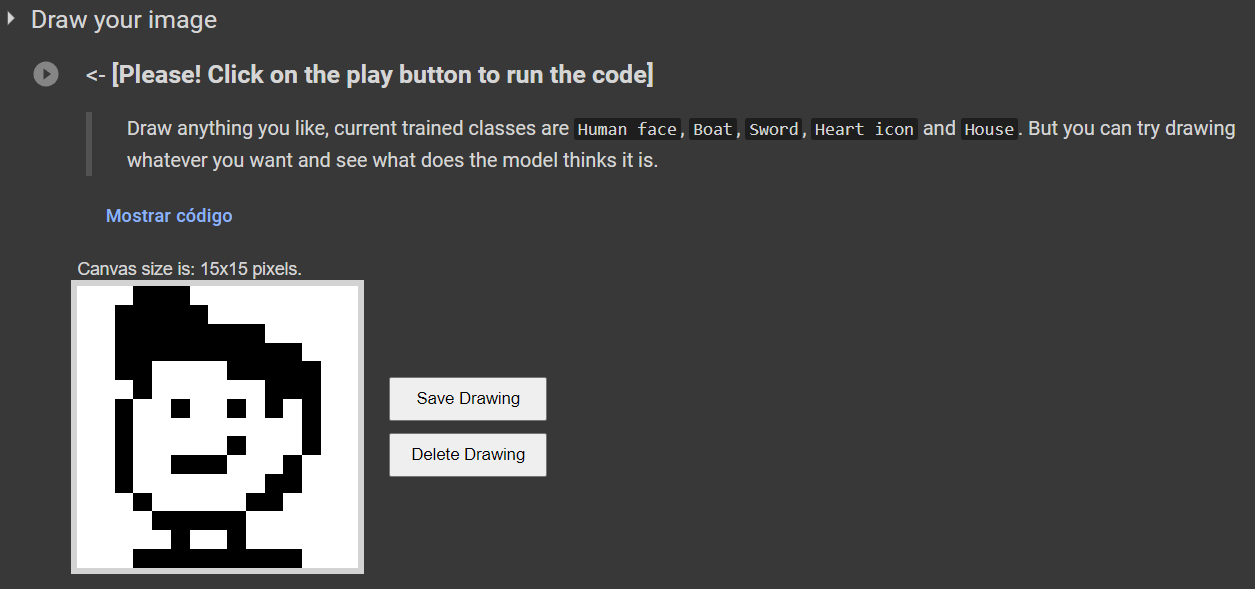 Draw your image
<- [Please! Click on the play button to run the code]
Draw anything you like, current trained classes are Human face, Boat, Sword, Heart icon and House. But you can try drawing
whatever you want and see what does the model thinks it is.
Mostrar código
Canvas size is: 15x15 pixels.
Save Drawing
Delete Drawing